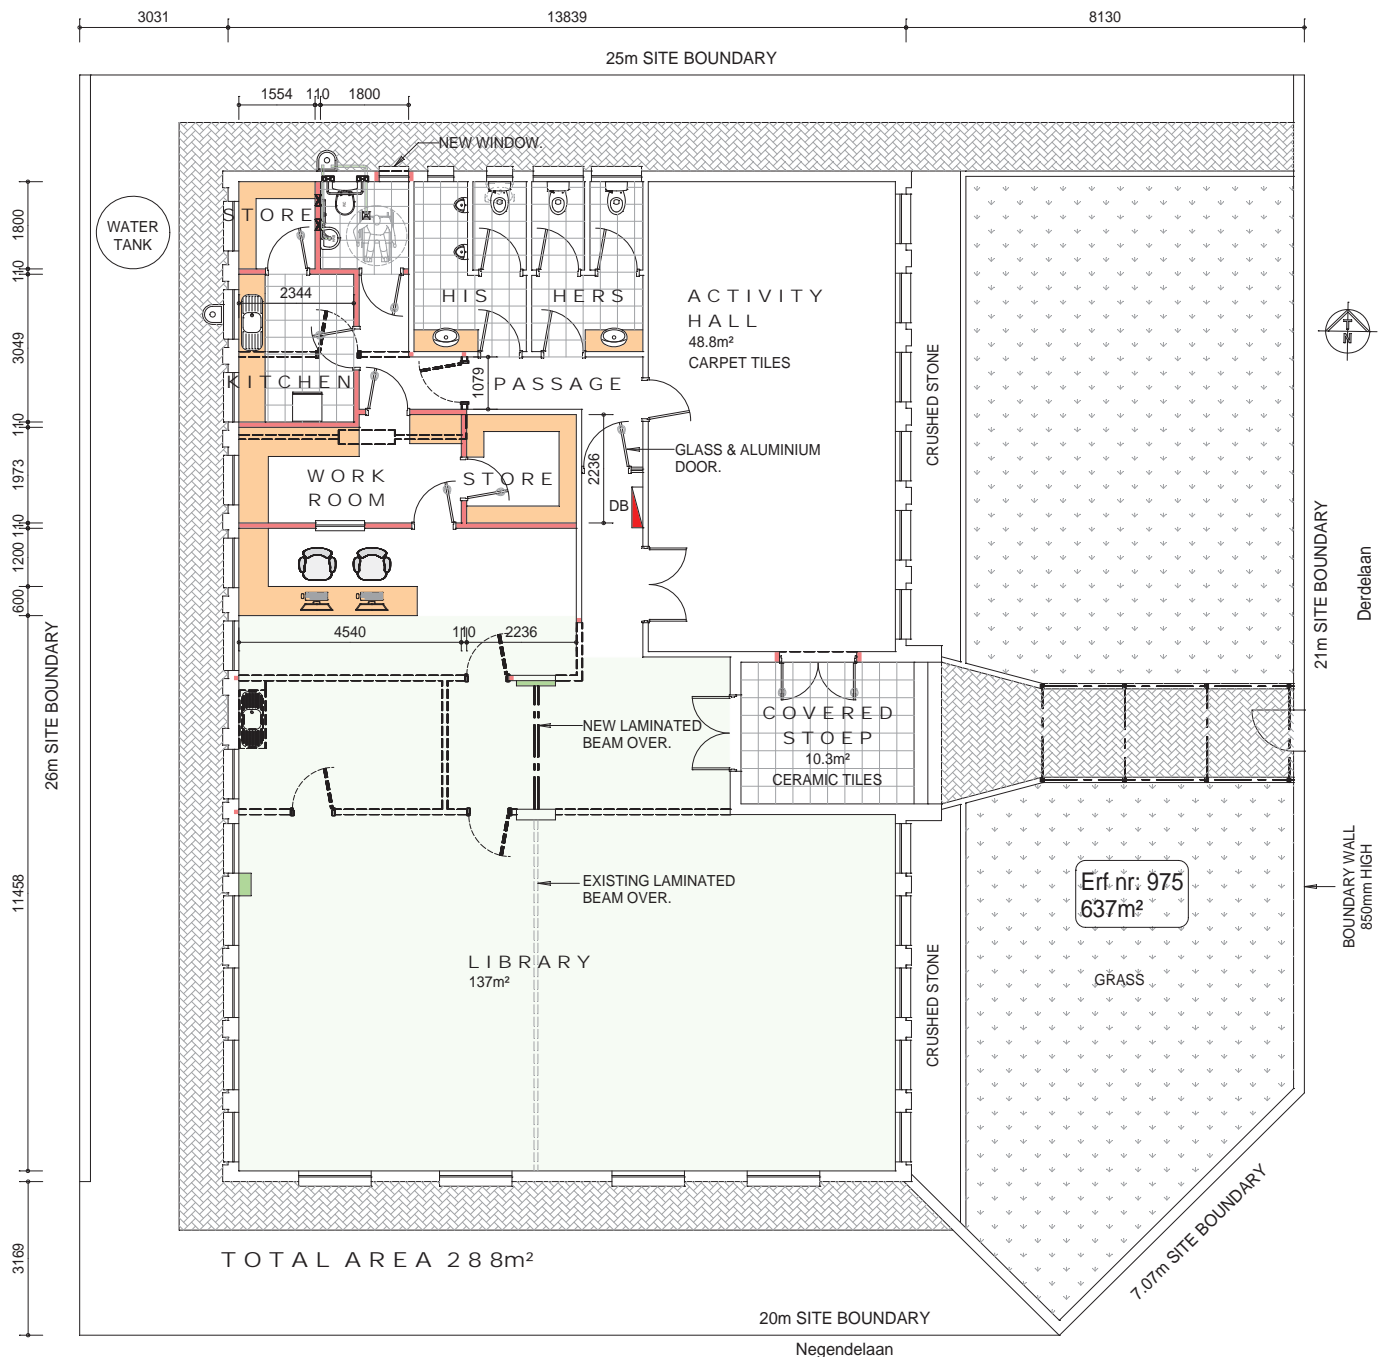 3031
13839
8130
25m SITE BOUNDARY
1554
110
1800
NEW WINDOW.
WATER
TANK
STORE
1800
110
3049
110
1973
110
1200
600
11458
3169
2344
HIS
HERS
ACTIVITY
HALL
48.8m²
CARPET TILES
KITCHEN
1079
PASSAGE
CRUSHED STONE
T
N
GLASS & ALUMINIUM
DOOR.
WORK
ROOM
STORE
2236
DB
21m SITE BOUNDARY
Derdelaan
26m SITE BOUNDARY
4540
110
2236
NEW LAMINATED
BEAM OVER.
COVERED
STOEP
10.3m²
CERAMIC TILES
EXISTING LAMINATED
BEAM OVER.
Erf nr: 975
637m²
BOUNDARY WALL
850mm HIGH
LIBRARY
137m²
GRASS
CRUSHED STONE
TOTAL AREA 288m²
7.07m SITE BOUNDARY
20m SITE BOUNDARY
Negendelaan